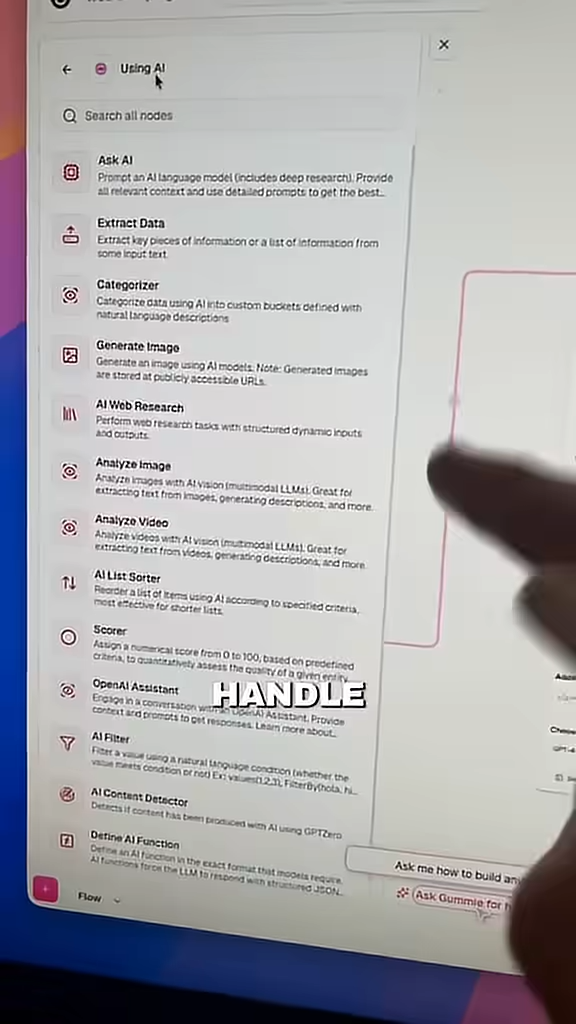 Using AI
Search all nodes
Ask AI
Prompt an AI language model (includes deep research). Provide
all relevant context and use detailed prompts to get the best...
Extract Data
Extract key pieces of information or a list of information from
some input text.
Categorizer
Categorize data using AI into custom buckets defined with
natural language descriptions
Generate Image
Generate an image using AI models. Note: Generated images
are stored at publicly accessible URLs.
AI Web Research
Perform web research tasks with structured dynamic inputs
and outputs.
Analyze Image
Analyze images with AI vision (multimodal LLMs). Great for
extracting text from images, generating descriptions, and more.
Analyze Video
Analyze videos with AI vision (multimodal LLMs). Great for
extracting text from videos, generating descriptions, and more.
AI List Sorter
Reorder a list of items using AI according to specified criteria,
most effective for shorter lists.
Scorer
Assign a numerical score from 0 to 100, based on predefined
criteria, to quantitatively assess the quality of a given entity
OpenAI Assistant
HANDLE
Engage in a conversation with an OpenAI Assistant. Provide
context and prompts to get responses. Learn more about...
AI Filter
Filter a value using a natural language condition (whether the
value meets condition or not) Ex: values(1,2,3), FilterBy(hola, hi...
AI Content Detector
Detects if content has been produced with AI using GPTZero
Define AI Function
Define an AI function in the exact format that models require.
AI functions force the LLM to respond with structured JSON...
Ask me how to build
Ask Gummie for
Flow